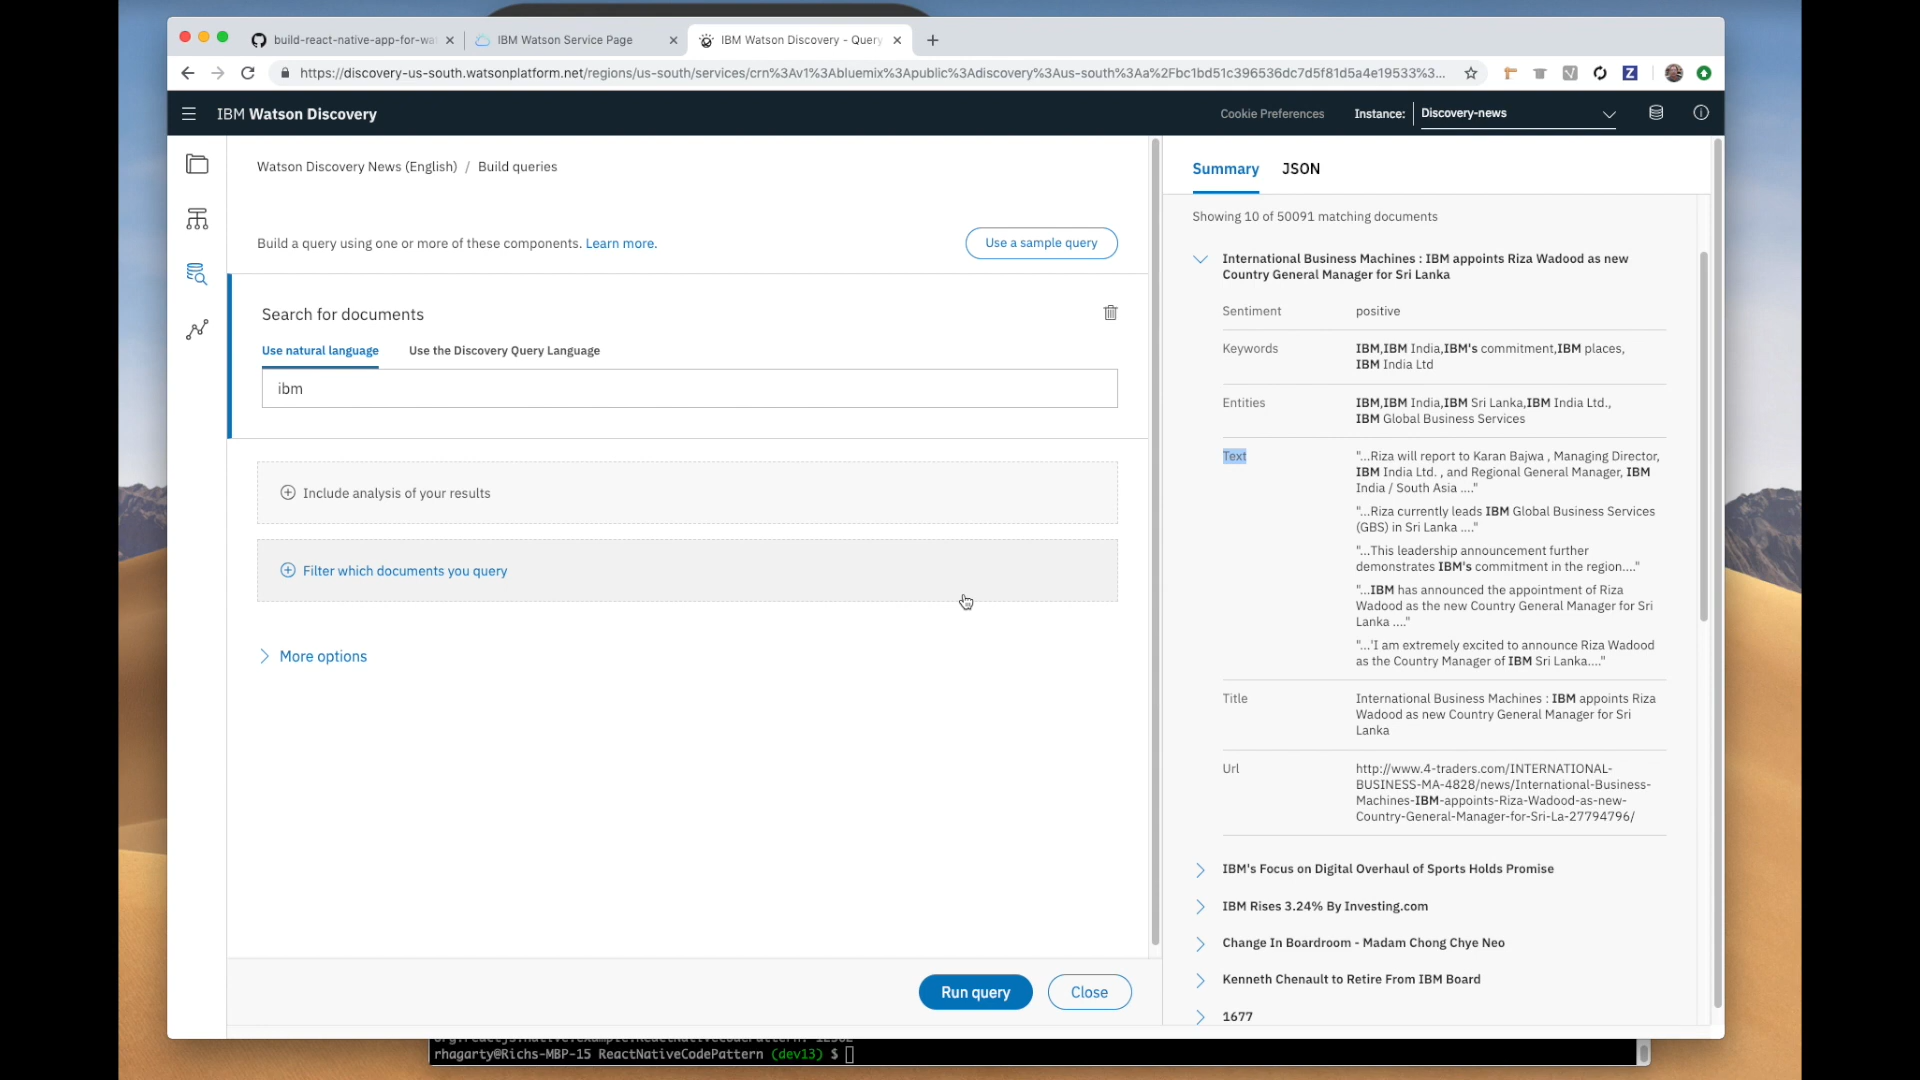 build-react-native-app-for-wa
IBM Watson Service Page
IBM Watson Discovery - Query
https://discovery-us-south.watsonplatform.net/regions/us-south/services/crn%3Av1%3Abluemix%3Apublic%3Adiscovery%3Aus-south%3Aa%2Fbc1bd51c396536dc7d5f81d5a4e19533%3...
IBM Watson Discovery
Cookie Preferences
Instance:
Discovery-news
Watson Discovery News (English) / Build queries
Build a query using one or more of these components. Learn more.
Use a sample query
Search for documents
Use natural language
Use the Discovery Query Language
ibm
Include analysis of your results
Filter which documents you query
More options
Run query
Close
Summary
JSON
Showing 10 of 50091 matching documents
International Business Machines : IBM appoints Riza Wadood as new
Country General Manager for Sri Lanka
Sentiment
positive
Keywords
IBM,IBM India,IBM's commitment,IBM places,
IBM India Ltd
Entities
IBM,IBM India,IBM Sri Lanka,IBM India Ltd.,
IBM Global Business Services
Text
"...Riza will report to Karan Bajwa , Managing Director,
IBM India Ltd. , and Regional General Manager, IBM
India / South Asia ...."
"...Riza currently leads IBM Global Business Services
(GBS) in Sri Lanka ...."
"...This leadership announcement further
demonstrates IBM's commitment in the region...."
"...IBM has announced the appointment of Riza
Wadood as the new Country General Manager for Sri
Lanka ...."
"...'I am extremely excited to announce Riza Wadood
as the Country Manager of IBM Sri Lanka...."
Title
International Business Machines : IBM appoints Riza
Wadood as new Country General Manager for Sri
Lanka
Url
http://www.4-traders.com/INTERNATIONAL-
BUSINESS-MA-4828/news/International-Business-
Machines-IBM-appoints-Riza-Wadood-as-new-
Country-General-Manager-for-Sri-La-27794796/
IBM's Focus on Digital Overhaul of Sports Holds Promise
IBM Rises 3.24% By Investing.com
Change In Boardroom - Madam Chong Chye Neo
Kenneth Chenault to Retire From IBM Board
1677
rhagarty@Richs-MBP-15 ReactNativeCodePattern (dev13) $